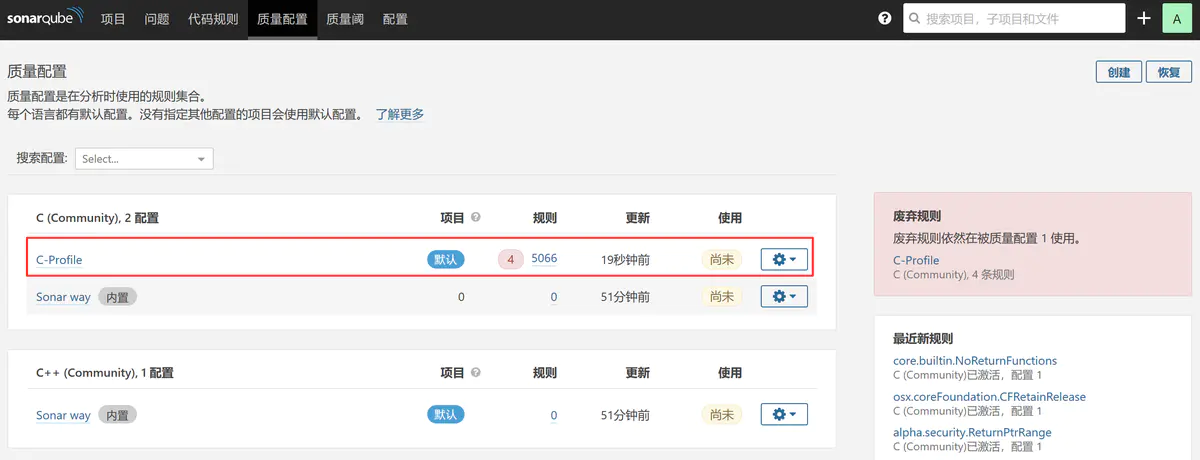 sonarqube 项目 问题 代码规则 质量配置 质量阈 配置 ? 搜索项目，子项目和文件 + A
质量配置 创建 恢复
质量配置是在分析时使用的规则集合。
每个语言都有默认配置。没有指定其他配置的项目会使用默认配置。 了解更多
搜索配置: Select...
C (Community), 2 配置 项目 ? 规则 更新 使用
C-Profile 默认 4 5066 19秒钟前 尚未
Sonar way 内置 0 0 51分钟前 尚未
C++ (Community), 1 配置 项目 ? 规则 更新 使用
Sonar way 内置 默认 0 51分钟前 尚未
废弃规则
废弃规则依然在被质量配置 1 使用。
C-Profile
C (Community), 4 条规则
最近新规则
core.builtin.NoReturnFunctions
C (Community)已激活，配置 1
osx.coreFoundation.CFRetainRelease
C (Community)已激活，配置 1
alpha.security.ReturnPtrRange
C (Community)已激活，配置 1